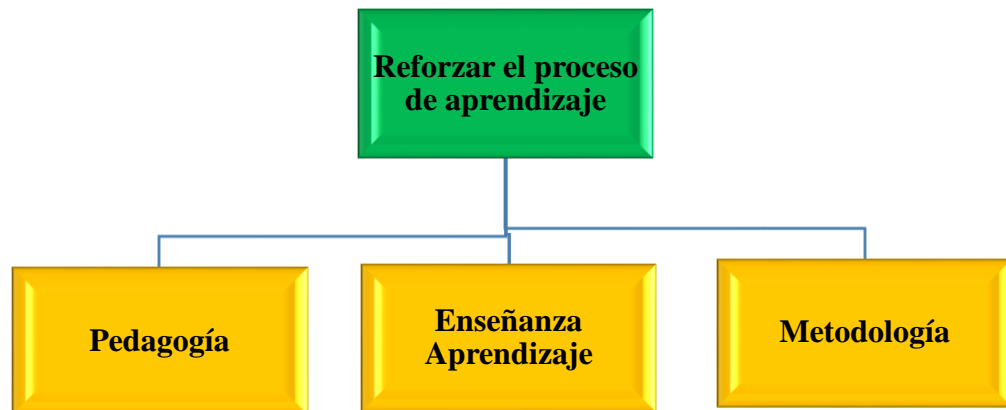 Reforzar el proceso
de aprendizaje
Pedagogía
Enseñanza
Aprendizaje
Metodología